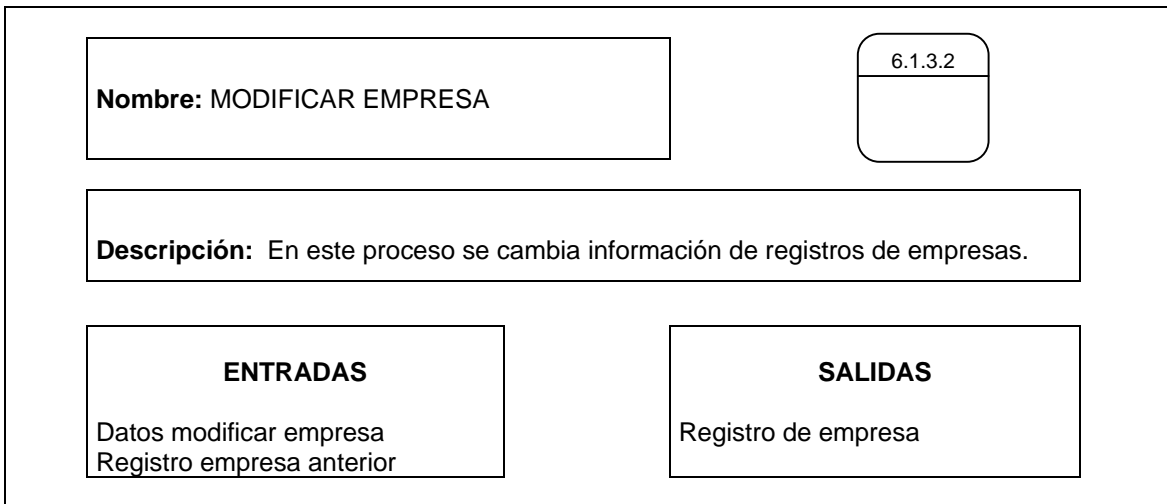 6.1.3.2
Nombre: MODIFICAR EMPRESA
Descripción: En este proceso se cambia información de registros de empresas.
ENTRADAS
Datos modificar empresa
Registro empresa anterior
SALIDAS
Registro de empresa